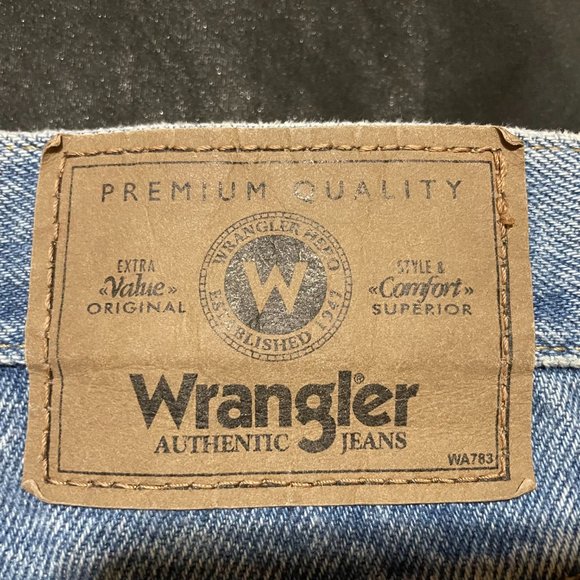 PREMIUM QUALITY
WRANGLER HERO
ESTABLISHED 1947
W
EXTRA
«Value»
ORIGINAL
STYLE &
«Comfort»
SUPERIOR
Wrangler®
AUTHENTIC JEANS
WA783